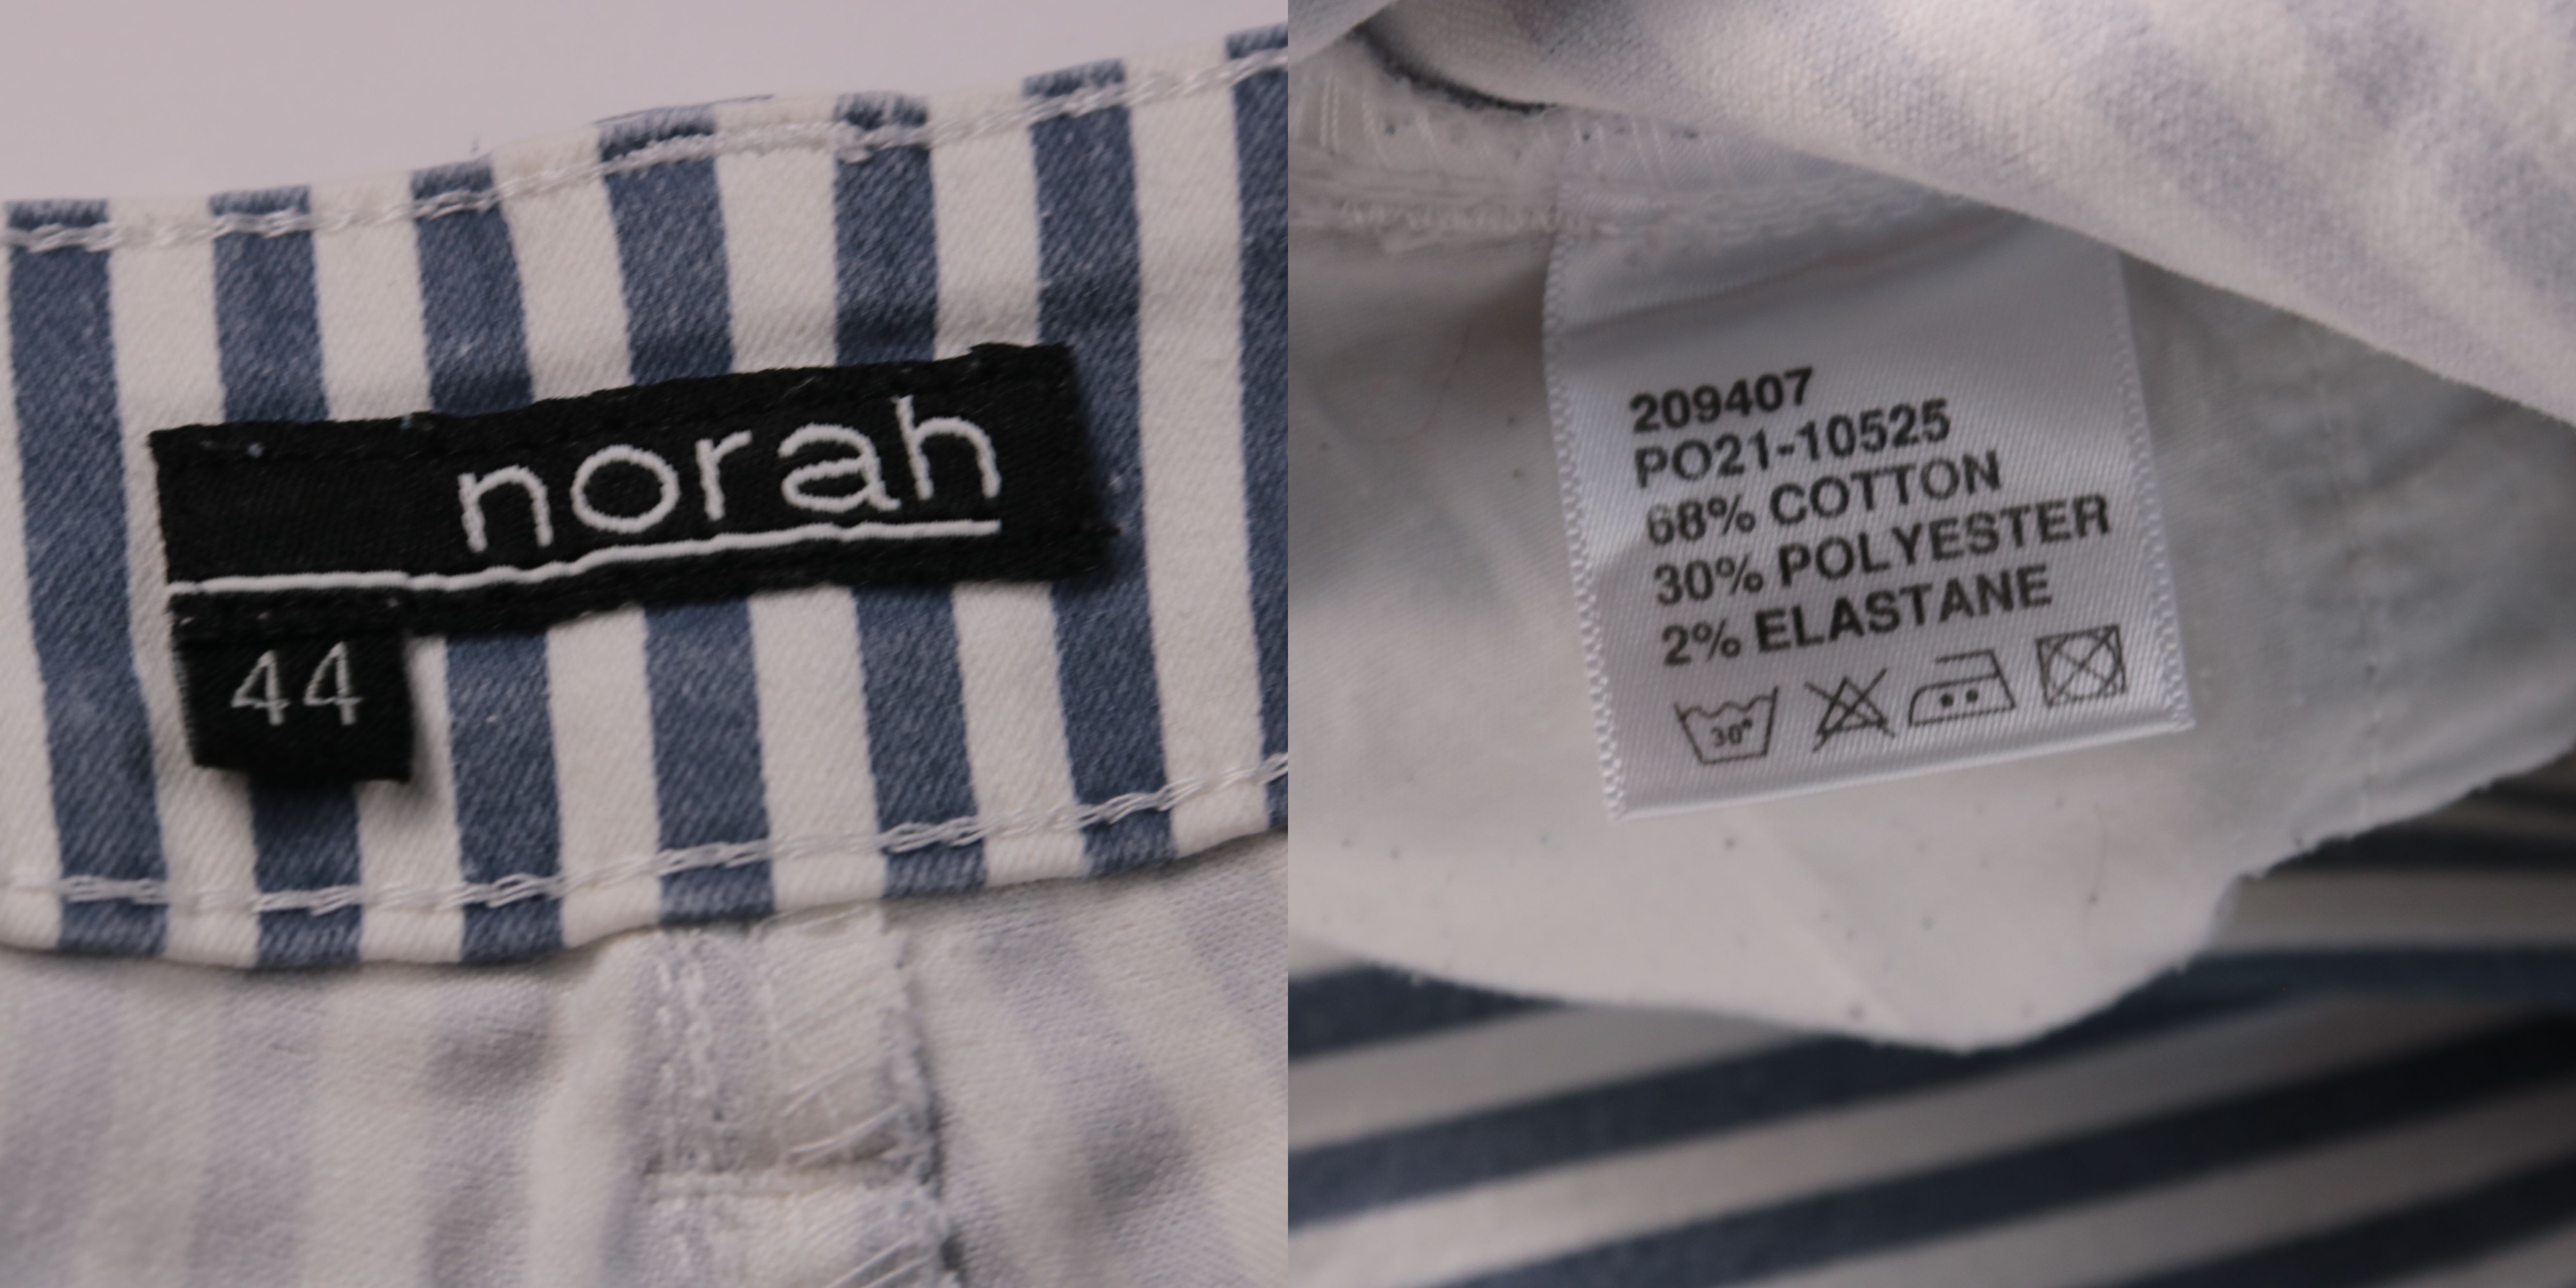 norah
44
209407
PO21-10525
68% COTTON
30% POLYESTER
2% ELASTANE
30°